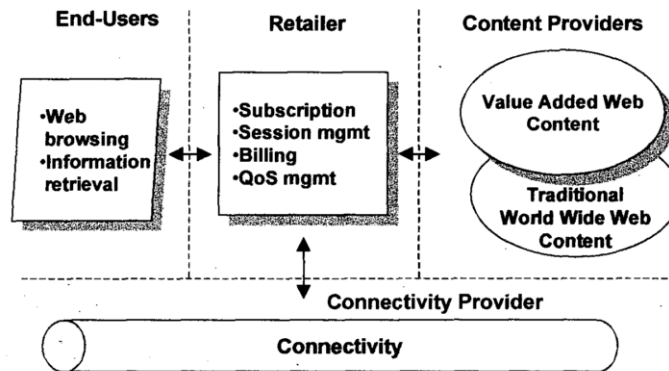 End-Users
Retailer
Content Providers
•Web
browsing
•Information
retrieval
•Subscription
•Session mgmt
•Billing
•QoS mgmt
Value Added Web
Content
Traditional
World Wide Web
Content
Connectivity Provider
Connectivity